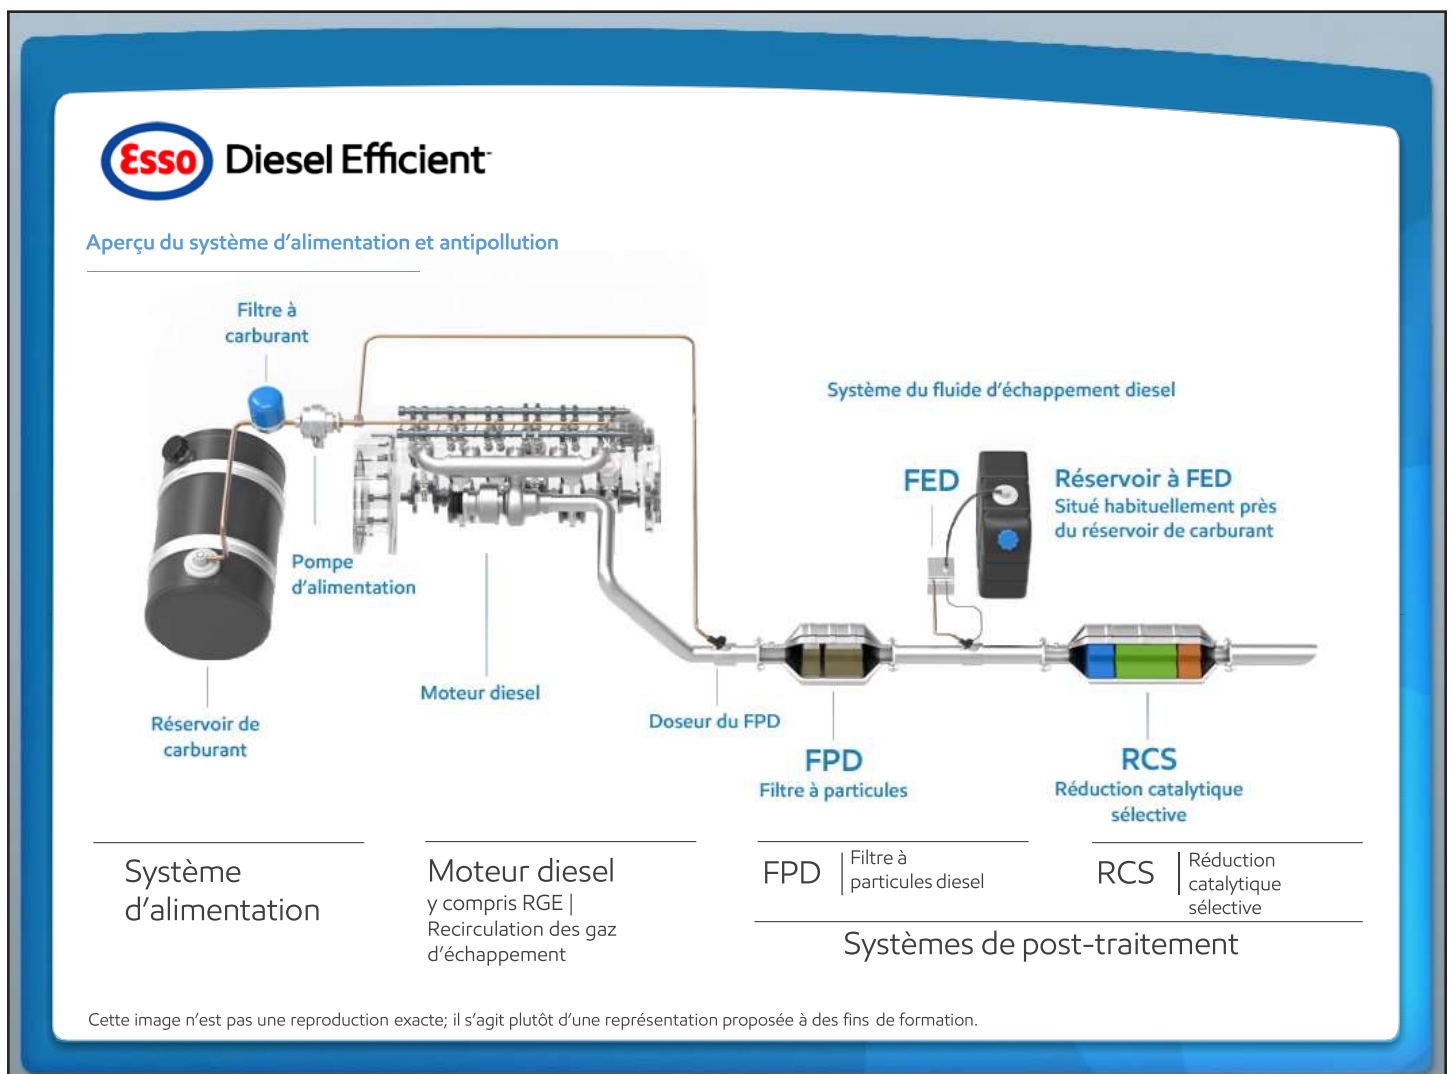 Esso Diesel Efficient™
Aperçu du système d'alimentation et antipollution
Filtre à
carburant
Système du fluide d'échappement diesel
FED
Réservoir à FED
Situé habituellement près
du réservoir de carburant
Pompe
d'alimentation
Moteur diesel
Réservoir de
carburant
Doseur du FPD
FPD
Filtre à particules
RCS
Réduction catalytique
sélective
Système
d'alimentation
Moteur diesel
y compris RGE |
Recirculation des gaz
d'échappement
FPD
Filtre à
particules diesel
RCS
Réduction
catalytique
sélective
Systèmes de post-traitement
Cette image n'est pas une reproduction exacte; il s'agit plutôt d'une représentation proposée à des fins de formation.